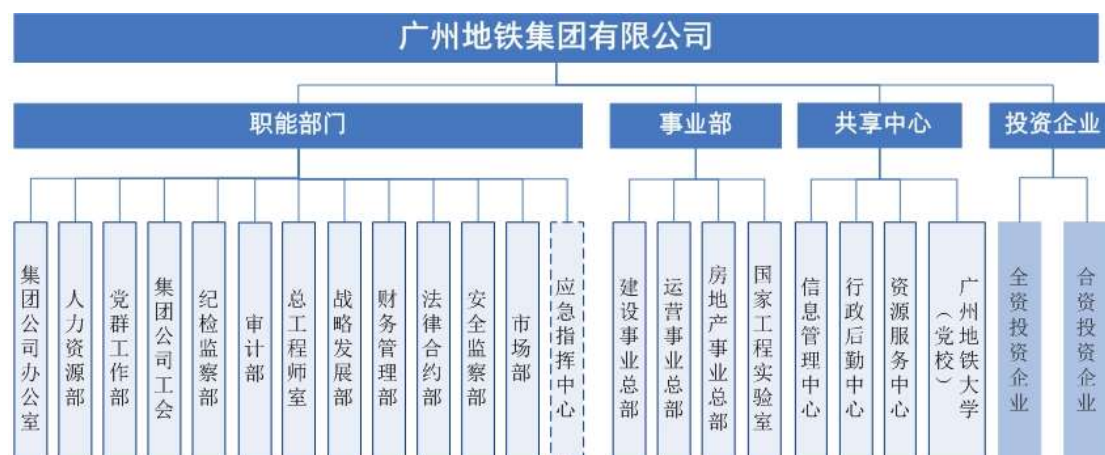 广州地铁集团有限公司
职能部门
事业部
共享中心
投资企业
集团公司办公室
人力资源部
党群工作部
集团公司工会
纪检监察部
审计部
总工程师室
战略发展部
财务管理部
法律合约部
安全监察部
市场部
应急指挥中心
建设事业总部
运营事业总部
房地产事业总部
国家工程实验室
信息管理中心
行政后勤中心
资源服务中心
广州地铁大学
（党校）
全资投资企业
合资投资企业